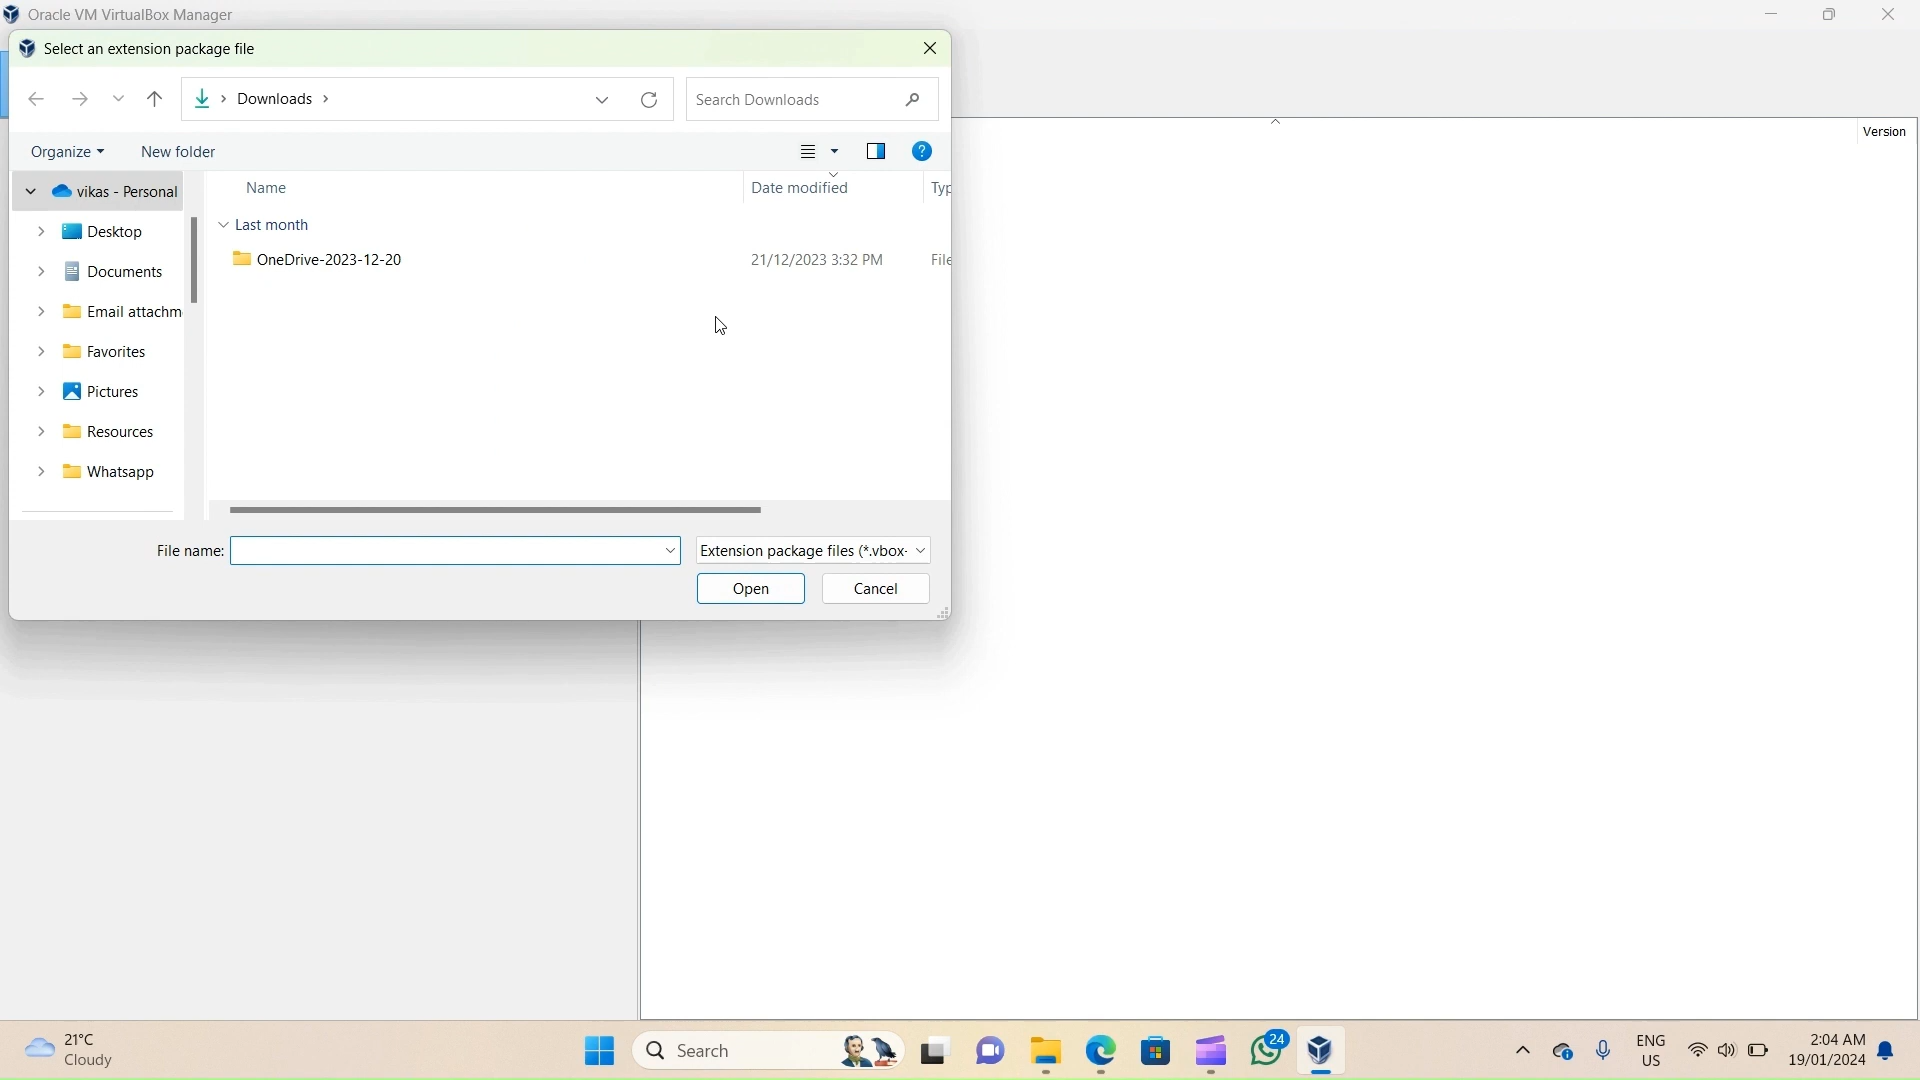 Oracle VM VirtualBox Manager
Select an extension package file
Downloads
Search Downloads
Organize
New folder
Name
Date modified
Typ
vikas - Personal
Desktop
Documents
Email attachm
Favorites
Pictures
Resources
Whatsapp
Last month
OneDrive-2023-12-20
21/12/2023 3:32 PM
File
File name:
Extension package files (*.vbox-
Open
Cancel
Version
21°C
Cloudy
Search
24
ENG
US
2:04 AM
19/01/2024